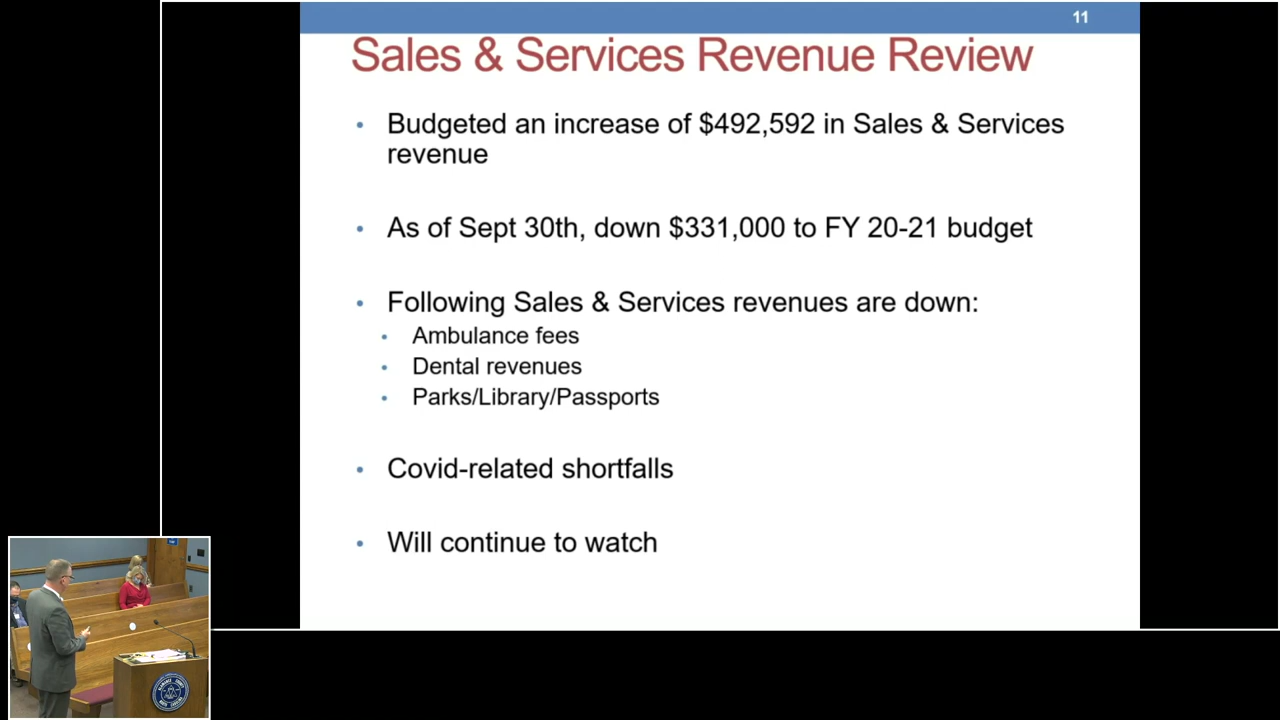 11
Sales & Services Revenue Review
• Budgeted an increase of $492,592 in Sales & Services
revenue
• As of Sept 30th, down $331,000 to FY 20-21 budget
• Following Sales & Services revenues are down:
• Ambulance fees
• Dental revenues
• Parks/Library/Passports
• Covid-related shortfalls
• Will continue to watch